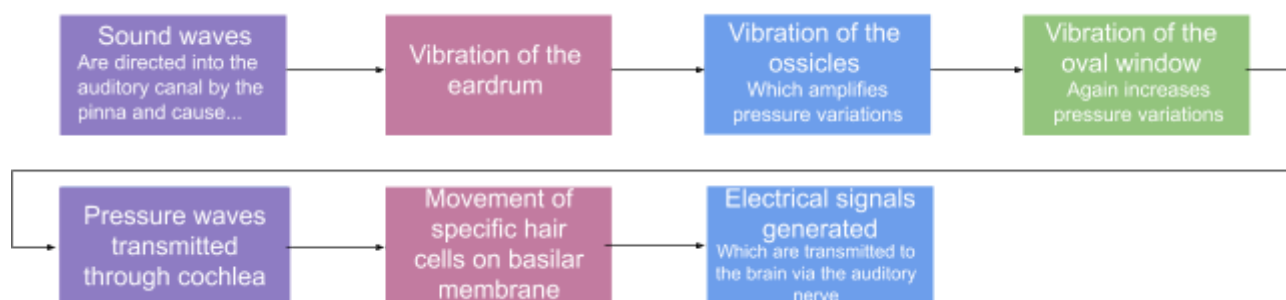 Sound waves
Are directed into the
auditory canal by the
pinna and cause...
Vibration of the
eardrum
Vibration of the
ossicles
Which amplifies
pressure variations
Vibration of the
oval window
Again increases
pressure variations
Pressure waves
transmitted
through cochlea
Movement of
specific hair
cells on basilar
membrane
Electrical signals
generated
Which are transmitted to
the brain via the auditory
nerve